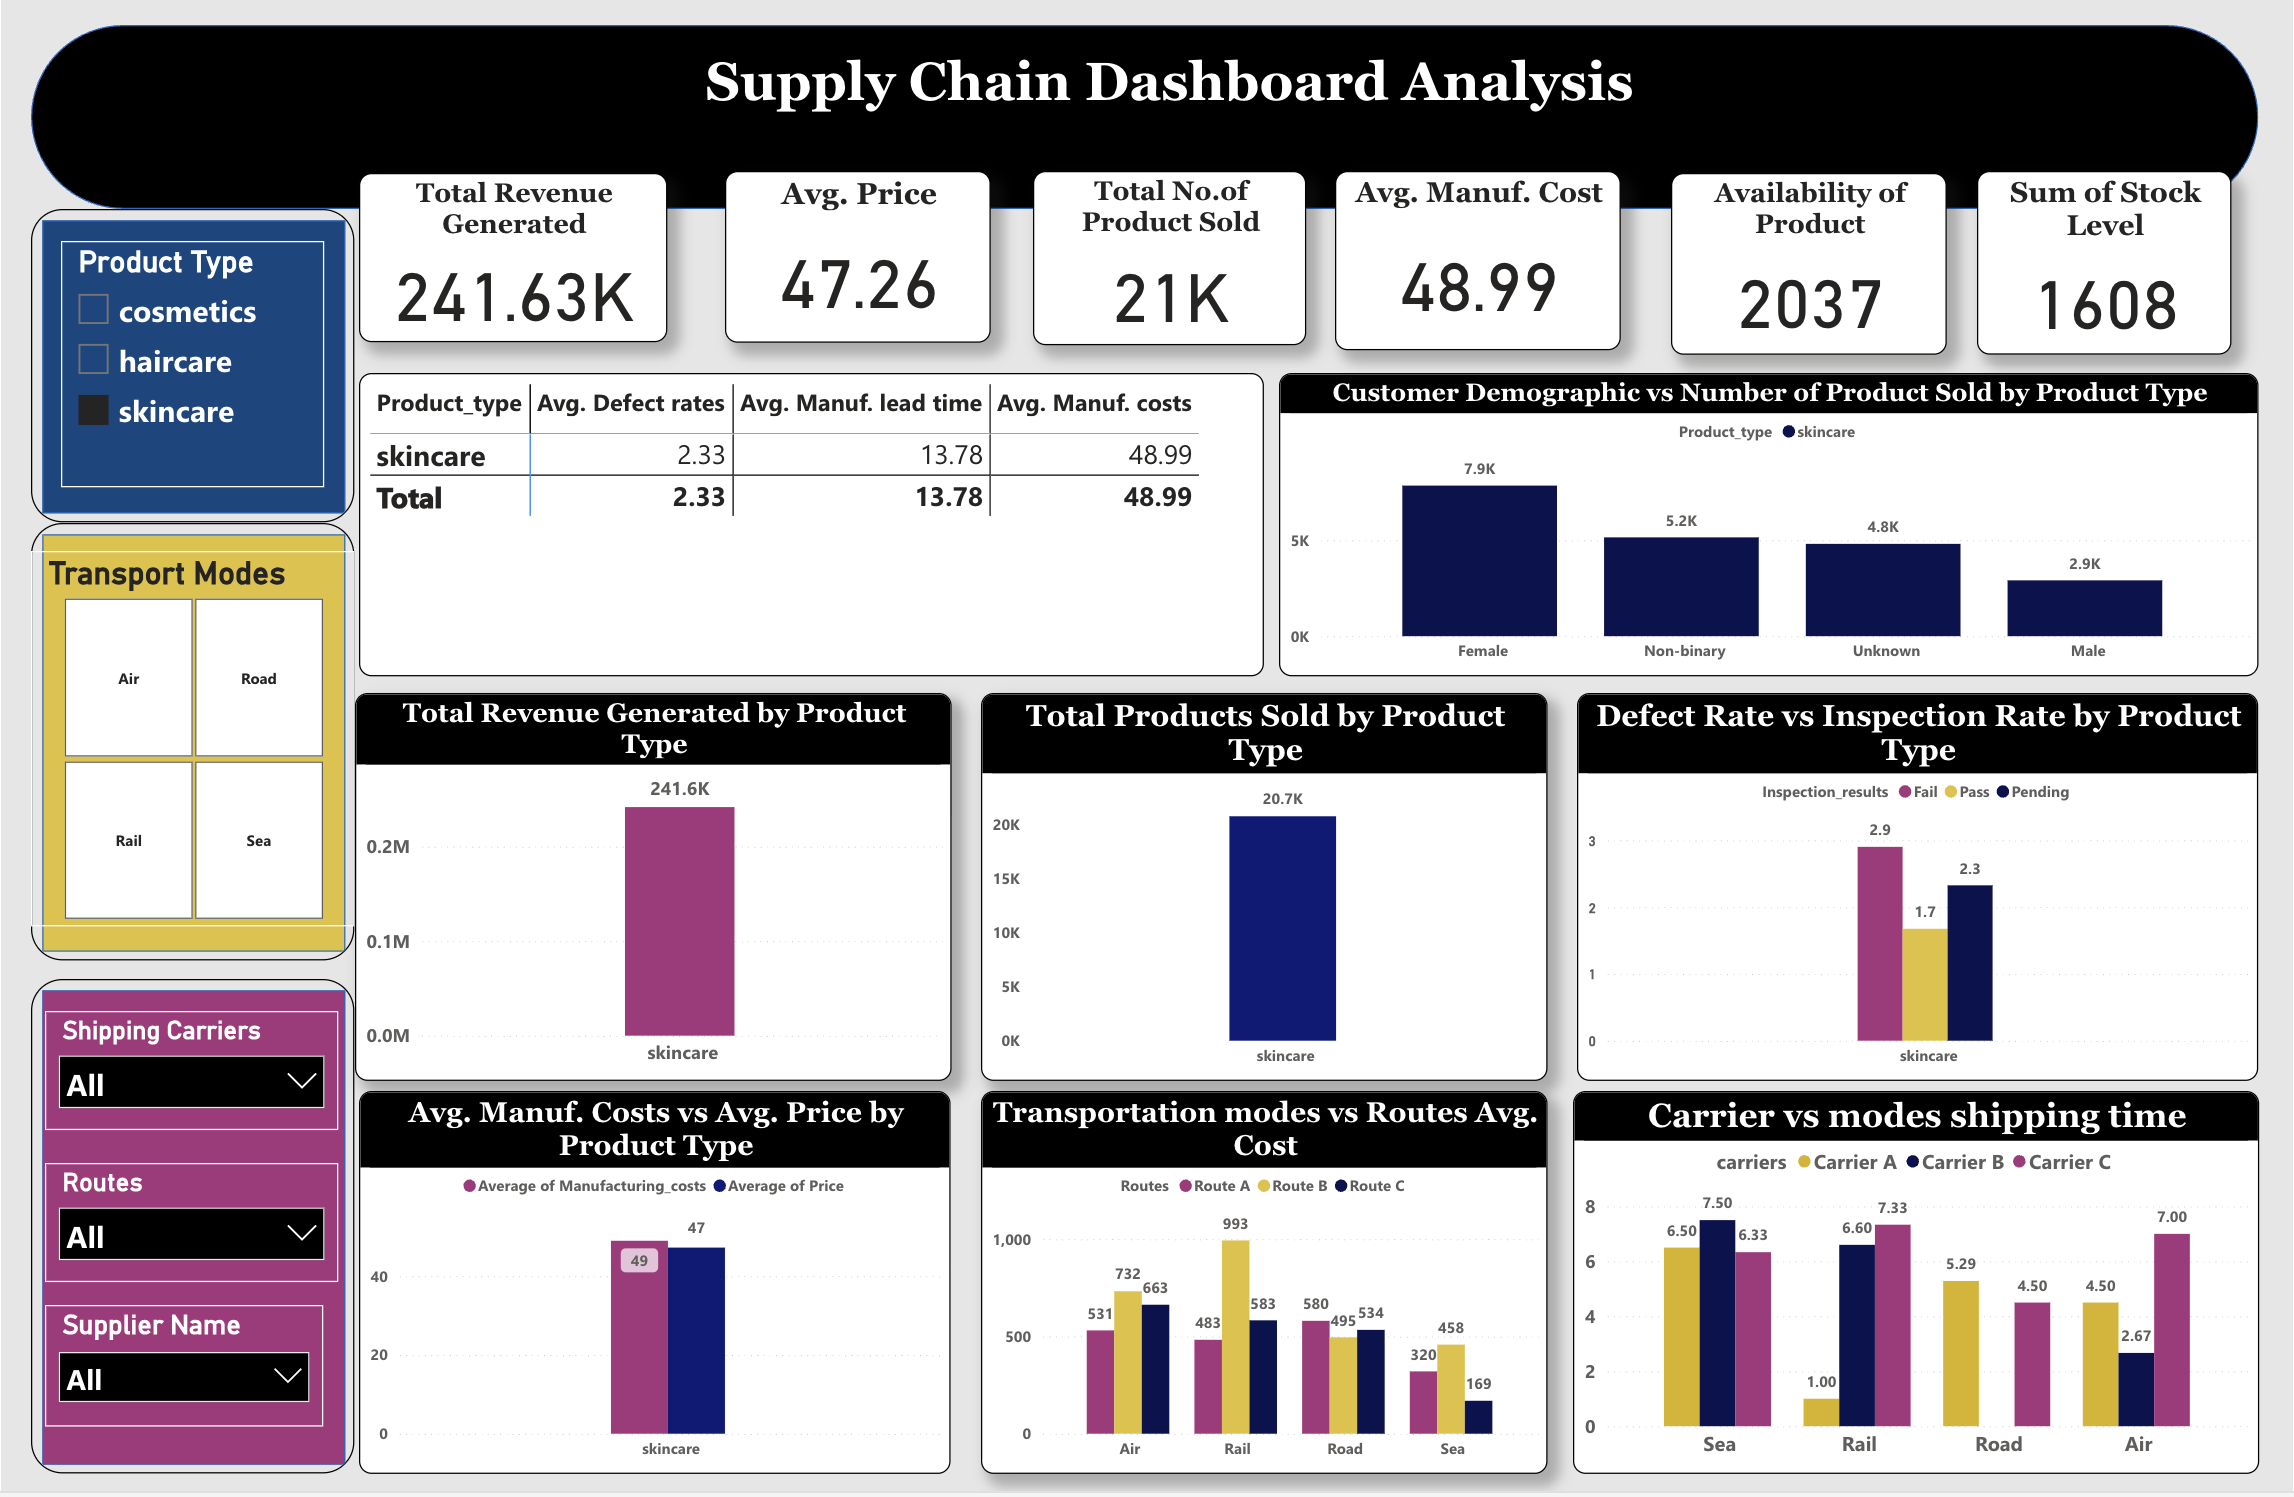 Supply Chain Dashboard Analysis
Total Revenue
Generated
241.63K
Avg. Price
47.26
Total No.of
Product Sold
21K
Avg. Manuf. Cost
48.99
Availability of
Product
2037
Sum of Stock
Level
1608
Product Type
cosmetics
haircare
skincare
Product_type Avg. Defect rates Avg. Manuf. lead time Avg. Manuf. costs
skincare 2.33 13.78 48.99
Total 2.33 13.78 48.99
Customer Demographic vs Number of Product Sold by Product Type
Product_type skincare
7.9K
5.2K
4.8K
2.9K
5K
0K
Female Non-binary Unknown Male
Transport Modes
Air Road
Rail Sea
Total Revenue Generated by Product
Type
241.6K
0.2M
0.1M
0.0M
skincare
Total Products Sold by Product
Type
20.7K
20K
15K
10K
5K
0K
skincare
Defect Rate vs Inspection Rate by Product
Type
Inspection_results Fail Pass Pending
2.9
1.7
2.3
3
2
1
0
skincare
Shipping Carriers
All
Routes
All
Supplier Name
All
Avg. Manuf. Costs vs Avg. Price by
Product Type
Average of Manufacturing_costs Average of Price
47
49
40
20
0
skincare
Transportation modes vs Routes Avg.
Cost
Routes Route A Route B Route C
1,000
500
0
531 732 663
483 993 583
580 495 534
320 458 169
Air Rail Road Sea
Carrier vs modes shipping time
carriers Carrier A Carrier B Carrier C
8
6
4
2
0
6.50 7.50 6.33
1.00 6.60 7.33
5.29 4.50
4.50 2.67 7.00
Sea Rail Road Air